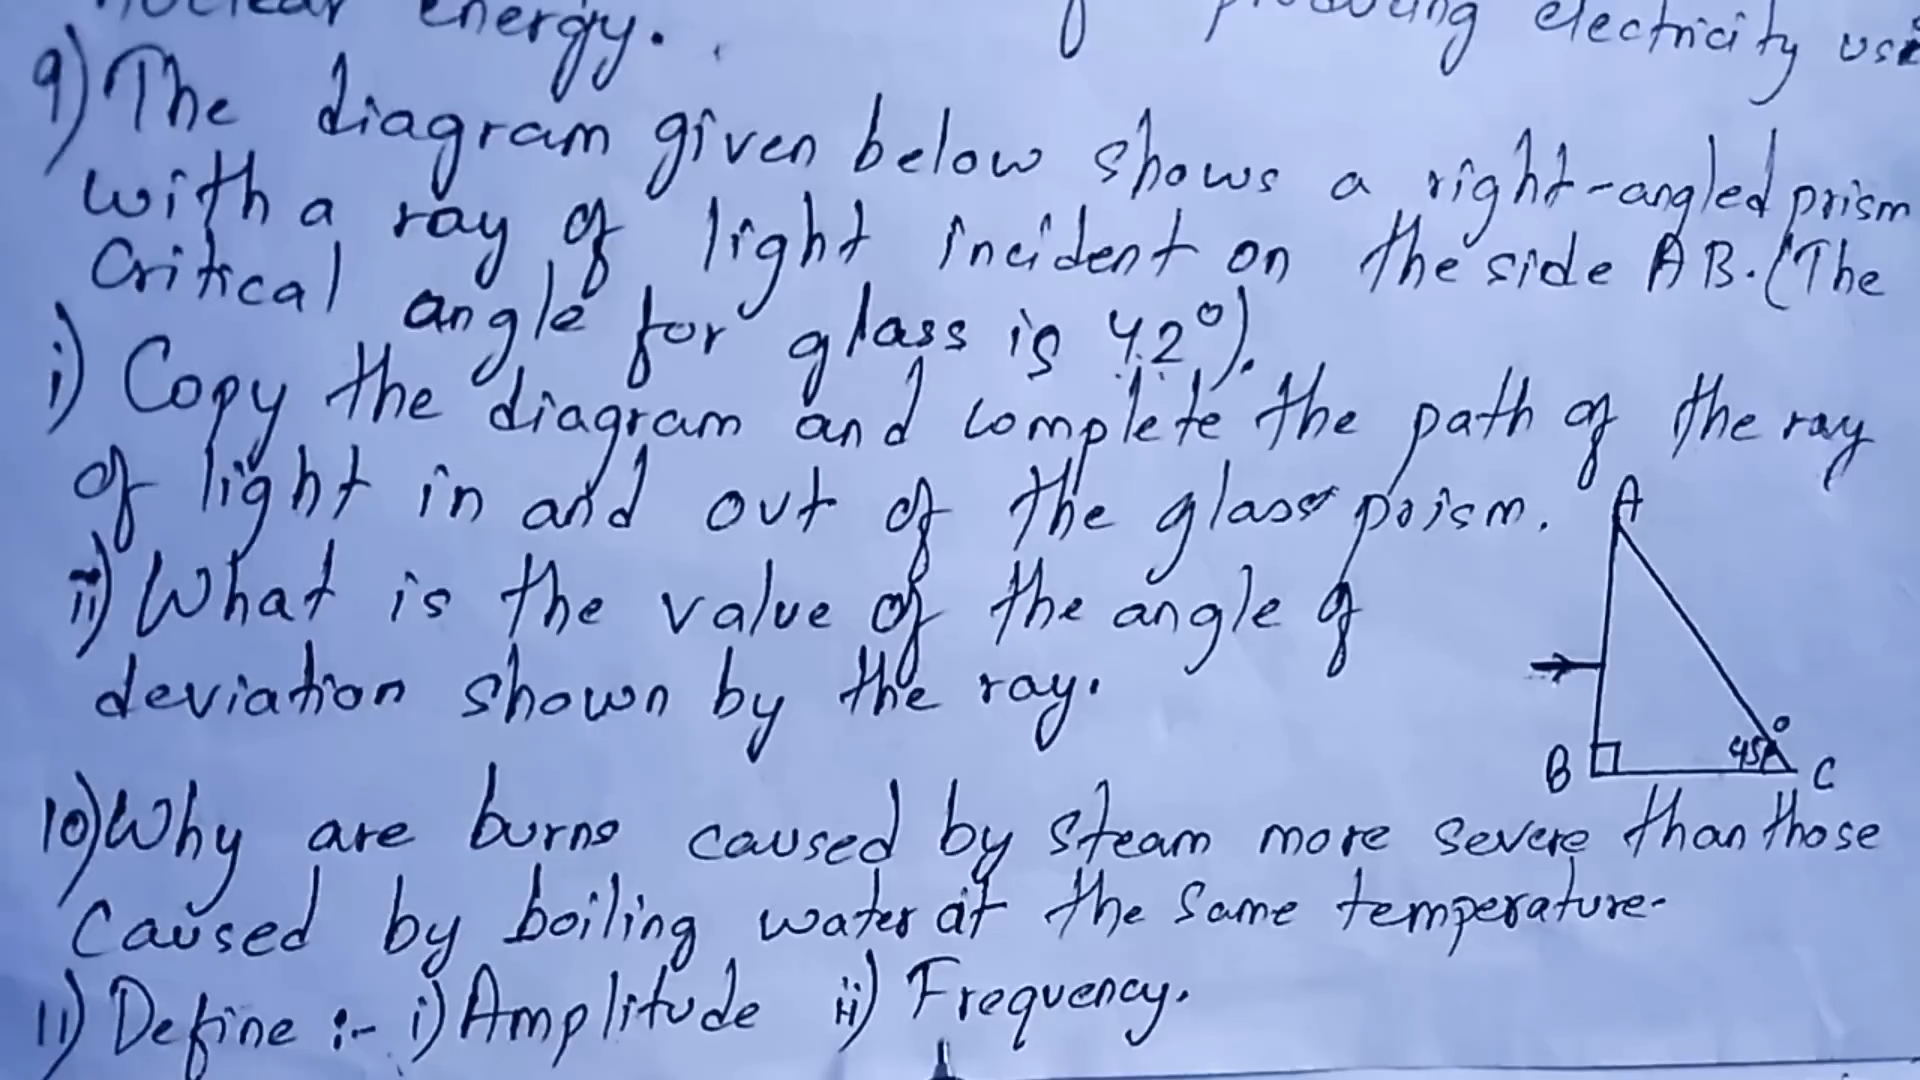 nuclear energy. producing electricity usi
9) The diagram given below shows a right-angled prism
with a ray of light incident on the side AB. (The
Critical angle for glass is 42°).
i) Copy the diagram and complete the path of the ray
of light in and out of the glass prism.
A
ii) What is the value of the angle of
deviation shown by the ray.
45°
B C
10) Why are burns caused by steam more severe than those
Caused by boiling water at the same temperature-
11) Define :- i) Amplitude ii) Frequency.